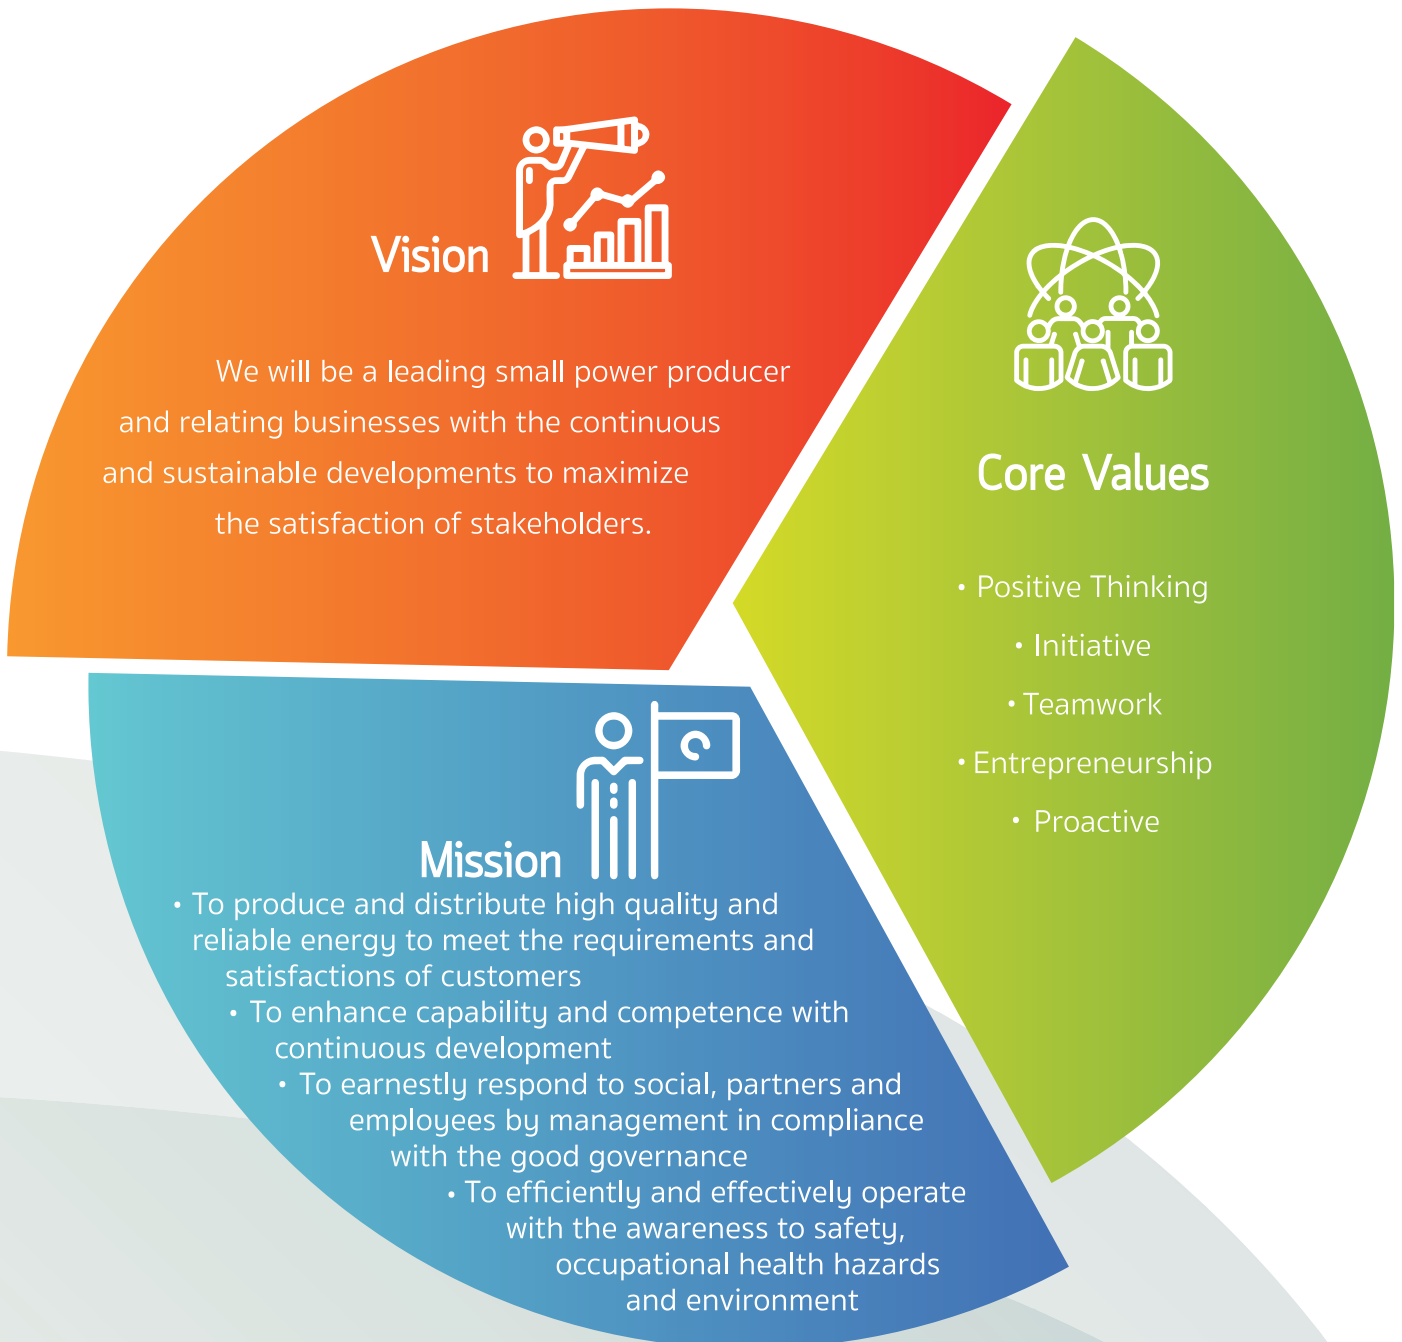 Vision
We will be a leading small power producer
and relating businesses with the continuous
and sustainable developments to maximize
the satisfaction of stakeholders.
Core Values
• Positive Thinking
• Initiative
• Teamwork
• Entrepreneurship
• Proactive
Mission
• To produce and distribute high quality and
reliable energy to meet the requirements and
satisfactions of customers
• To enhance capability and competence with
continuous development
• To earnestly respond to social, partners and
employees by management in compliance
with the good governance
• To efficiently and effectively operate
with the awareness to safety,
occupational health hazards
and environment